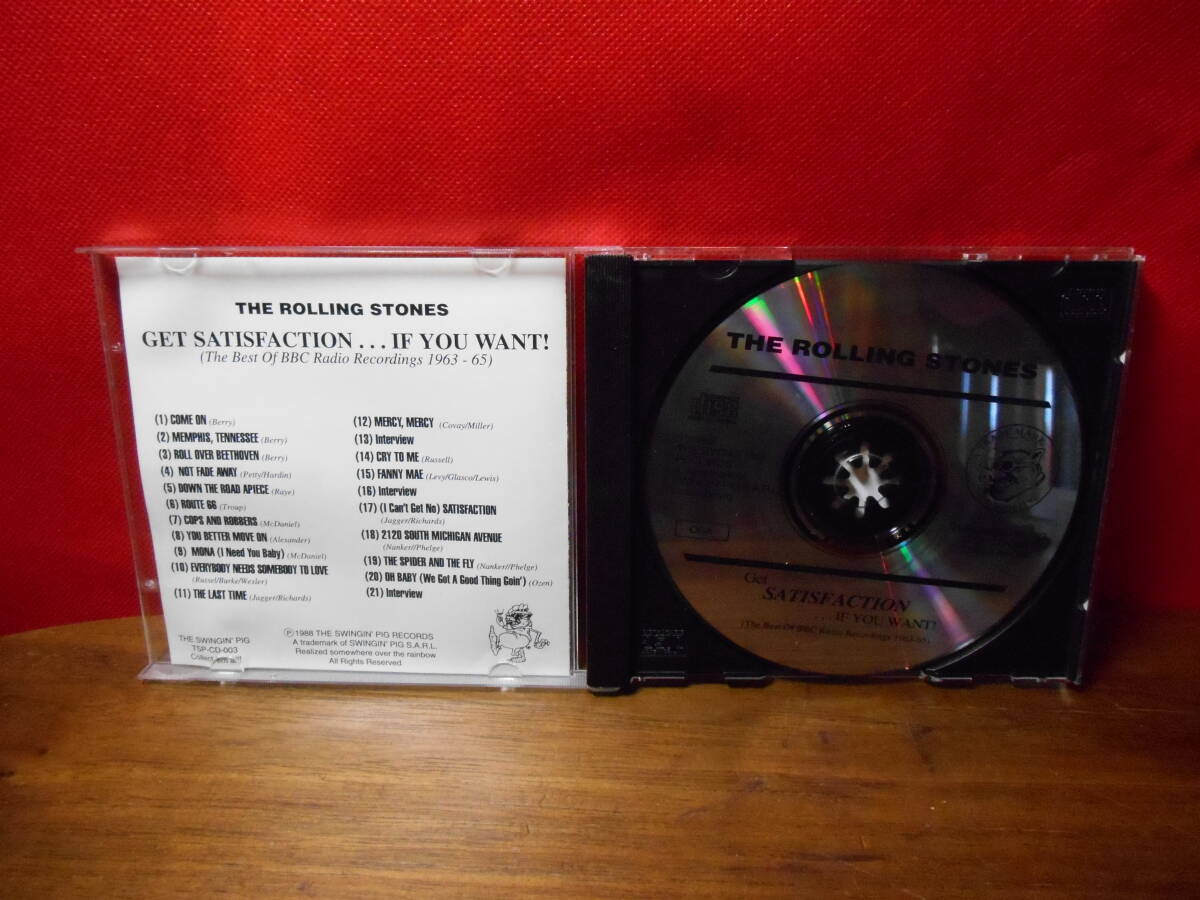 THE ROLLING STONES
GET SATISFACTION . . . IF YOU WANT!
(The Best Of BBC Radio Recordings 1963 - 65)
(1) COME ON (Berry)
(2) MEMPHIS, TENNESSEE (Berry)
(3) ROLL OVER BEETHOVEN (Berry)
(4) NOT FADE AWAY (Petty/Hardin)
(5) DOWN THE ROAD APIECE (Raye)
(6) ROUTE 66 (Troup)
(7) COPS AND ROBBERS (McDaniel)
(8) YOU BETTER MOVE ON (Alexander)
(9) MONA (I Need You Baby) (McDaniel)
(10) EVERYBODY NEEDS SOMEBODY TO LOVE
(Russel/Burke/Wexler)
(11) THE LAST TIME (Jagger/Richards)
(12) MERCY, MERCY (Covay/Miller)
(13) Interview
(14) CRY TO ME (Russell)
(15) FANNY MAE (Levy/Glasco/Lewis)
(16) Interview
(17) (I Can't Get No) SATISFACTION
(Jagger/Richards)
(18) 2120 SOUTH MICHIGAN AVENUE
(Nanker//Phelge)
(19) THE SPIDER AND THE FLY (Nanker//Phelge)
(20) OH BABY (We Got A Good Thing Goin') (Ozen)
(21) Interview
THE SWINGIN' PIG
TSP-CD-003
Ⓟ 1988 THE SWINGIN' PIG RECORDS
A trademark of SWINGIN' PIG S.A.R.L.
Realized somewhere over the rainbow
All Rights Reserved
THE ROLLING STONES
Get
SATISFACTION
. . . IF YOU WANT!
(The Best Of BBC Radio Recordings 1963-65)